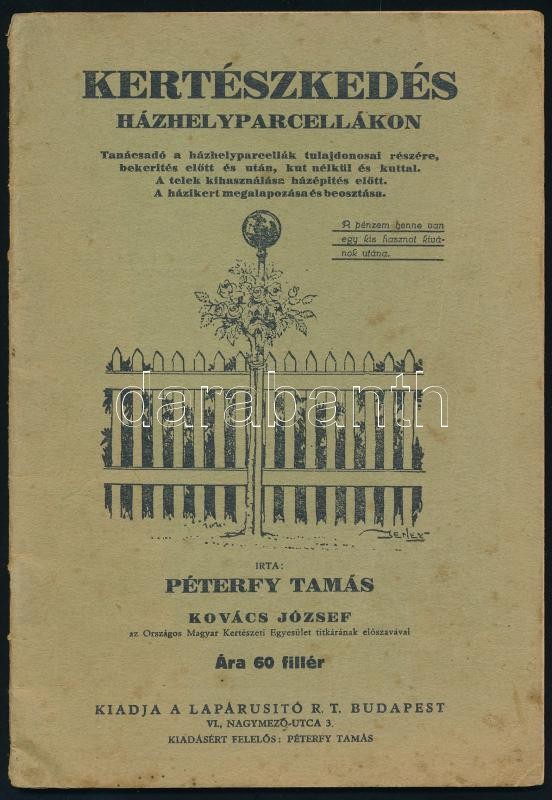 KERTÉSZKEDÉS
HÁZHELYPARCELLÁKON
Tanácsadó a házhelyparcellák tulajdonosai részére,
bekerítés előtt és után, kut nélkül és kuttal.
A telek kihasználása házépítés előtt.
A házikert megalapozása és beosztása.
A pénzem benne van
egy kis hasznot kívá-
nok utána.
darabanth
JENEY
IRTA:
PÉTERFY TAMÁS
KOVÁCS JÓZSEF
az Országos Magyar Kertészeti Egyesület titkárának előszavával
Ára 60 fillér
KIADJA A LAPÁRUSITÓ R. T. BUDAPEST
VI., NAGYMEZŐ-UTCA 3.
KIADÁSÉRT FELELŐS: PÉTERFY TAMÁS